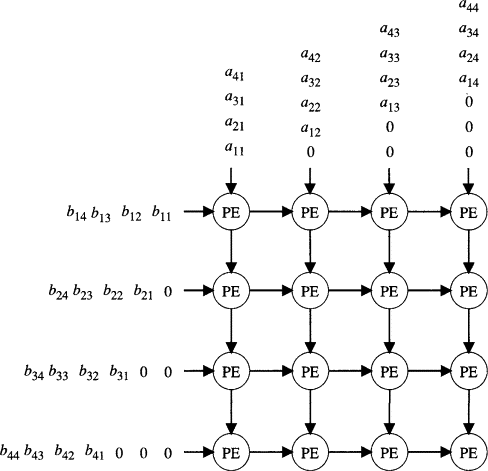 a44
a43 a34
a42 a33 a24
a41 a32 a23 a14
a31 a22 a13 0
a21 a12 0 0
a11 0 0 0
b14 b13 b12 b11 PE PE PE PE
b24 b23 b22 b21 0 PE PE PE PE
b34 b33 b32 b31 0 0 PE PE PE PE
b44 b43 b42 b41 0 0 0 PE PE PE PE